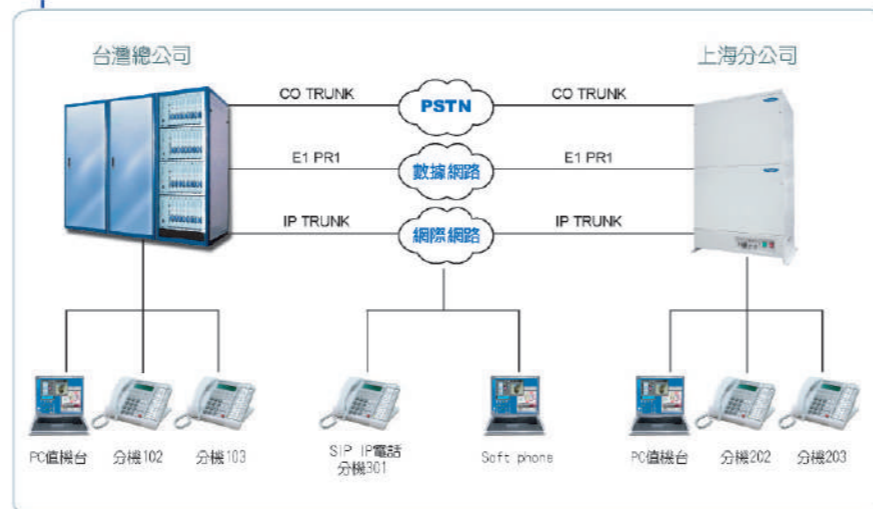 台灣總公司
上海分公司
CO TRUNK
PSTN
CO TRUNK
E1 PR1
數據網路
E1 PR1
IP TRUNK
網際網路
IP TRUNK
PC值機台
分機102
分機103
SIP IP電話
分機301
Soft phone
PC值機台
分機202
分機203